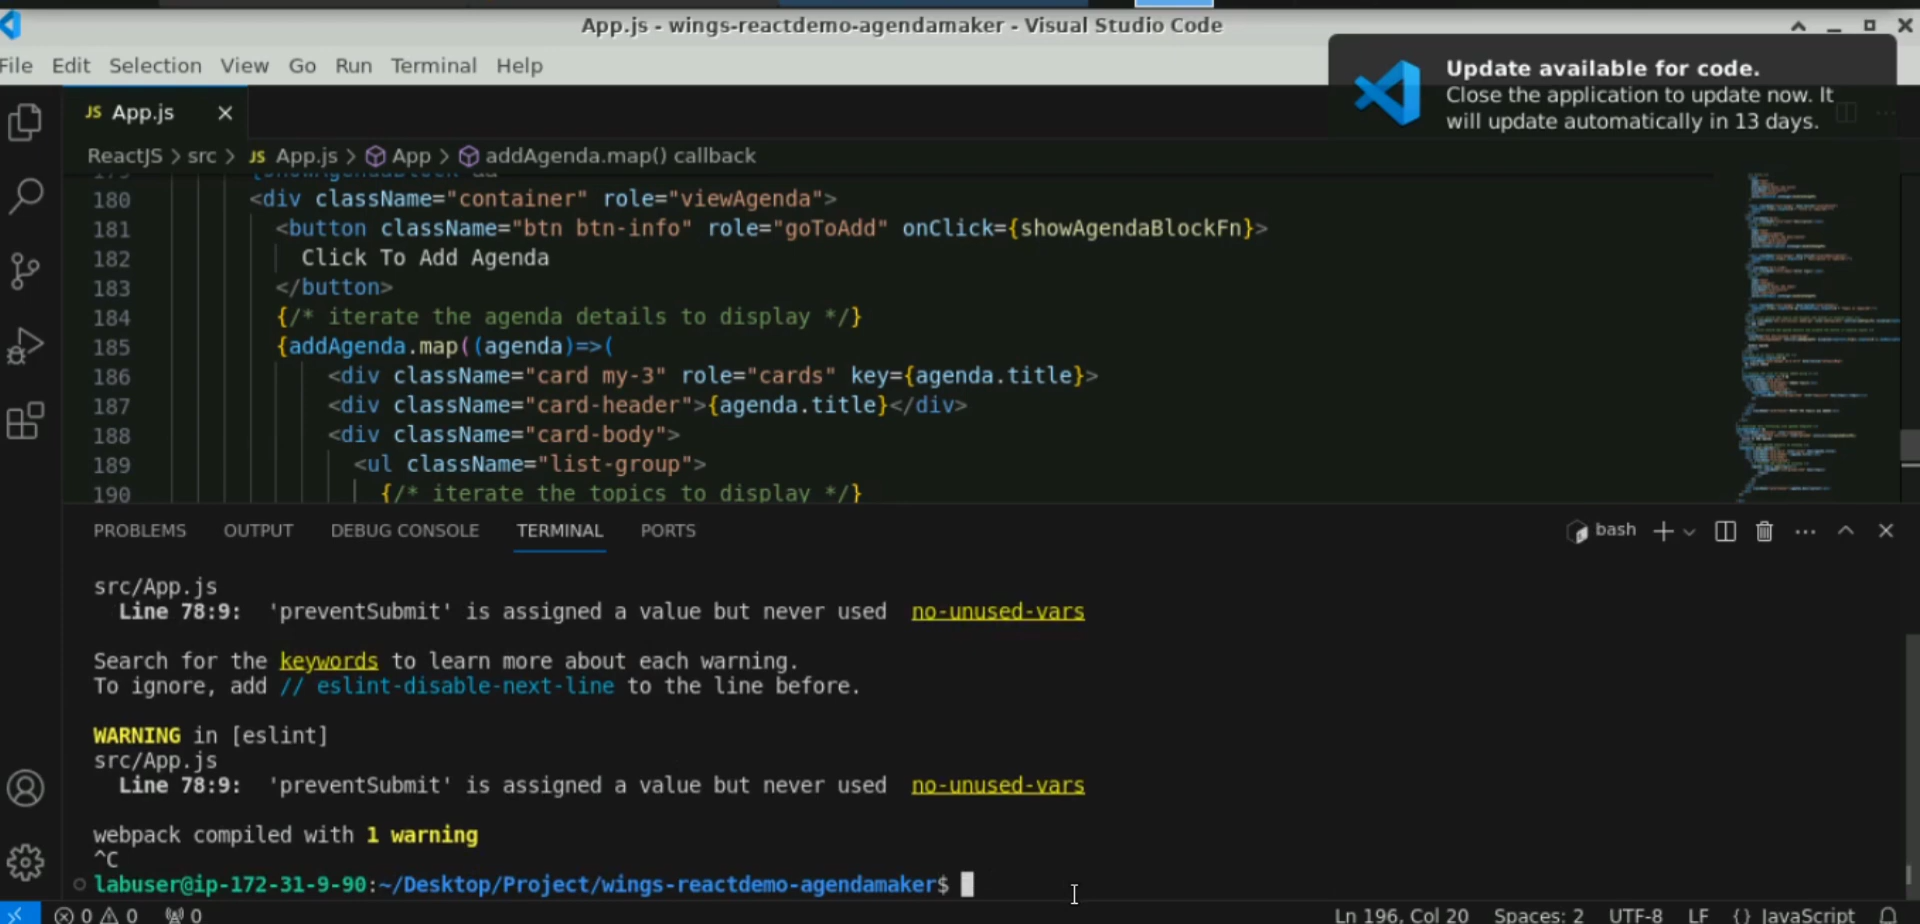 App.js - wings-reactdemo-agendamaker - Visual Studio Code
File Edit Selection View Go Run Terminal Help
Update available for code.
Close the application to update now. It
will update automatically in 13 days.
JS App.js
ReactJS > src > JS App.js > App > addAgenda.map() callback
180 <div className="container" role="viewAgenda">
181 <button className="btn btn-info" role="goToAdd" onClick={showAgendaBlockFn}>
182 Click To Add Agenda
183 </button>
184 {/* iterate the agenda details to display */}
185 {addAgenda.map((agenda)=>(
186 <div className="card my-3" role="cards" key={agenda.title}>
187 <div className="card-header">{agenda.title}</div>
188 <div className="card-body">
189 <ul className="list-group">
190 {/* iterate the topics to display */}
PROBLEMS OUTPUT DEBUG CONSOLE TERMINAL PORTS
bash
src/App.js
Line 78:9: 'preventSubmit' is assigned a value but never used no-unused-vars
Search for the keywords to learn more about each warning.
To ignore, add // eslint-disable-next-line to the line before.
WARNING in [eslint]
src/App.js
Line 78:9: 'preventSubmit' is assigned a value but never used no-unused-vars
webpack compiled with 1 warning
^C
labuser@ip-172-31-9-90:~/Desktop/Project/wings-reactdemo-agendamaker$
0 0 0 Ln 196, Col 20 Spaces: 2 UTF-8 LF {} JavaScript